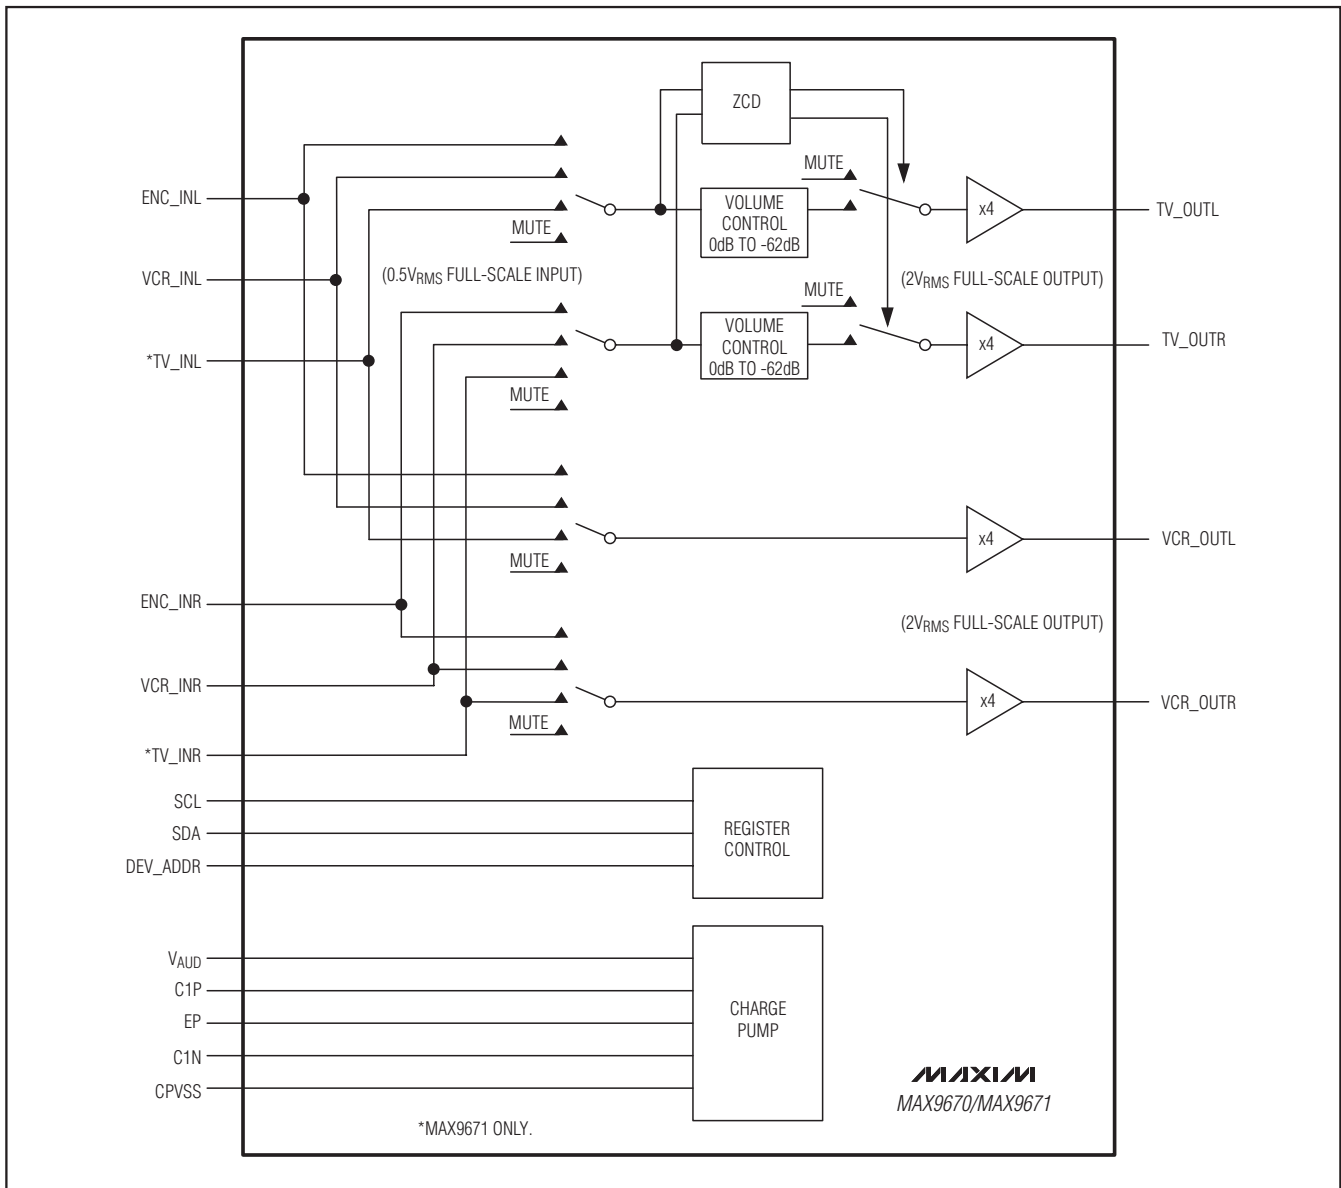 ZCD
MUTE
ENC_INL
VOLUME
CONTROL
0dB TO -62dB
x4
TV_OUTL
MUTE
VCR_INL
(0.5VRMS FULL-SCALE INPUT)
(2VRMS FULL-SCALE OUTPUT)
MUTE
VOLUME
CONTROL
0dB TO -62dB
x4
TV_OUTR
*TV_INL
MUTE
x4
VCR_OUTL
MUTE
ENC_INR
(2VRMS FULL-SCALE OUTPUT)
VCR_INR
x4
VCR_OUTR
MUTE
*TV_INR
SCL
SDA
DEV_ADDR
REGISTER
CONTROL
VAUD
C1P
EP
C1N
CPVSS
CHARGE
PUMP
MAXIM
MAX9670/MAX9671
*MAX9671 ONLY.